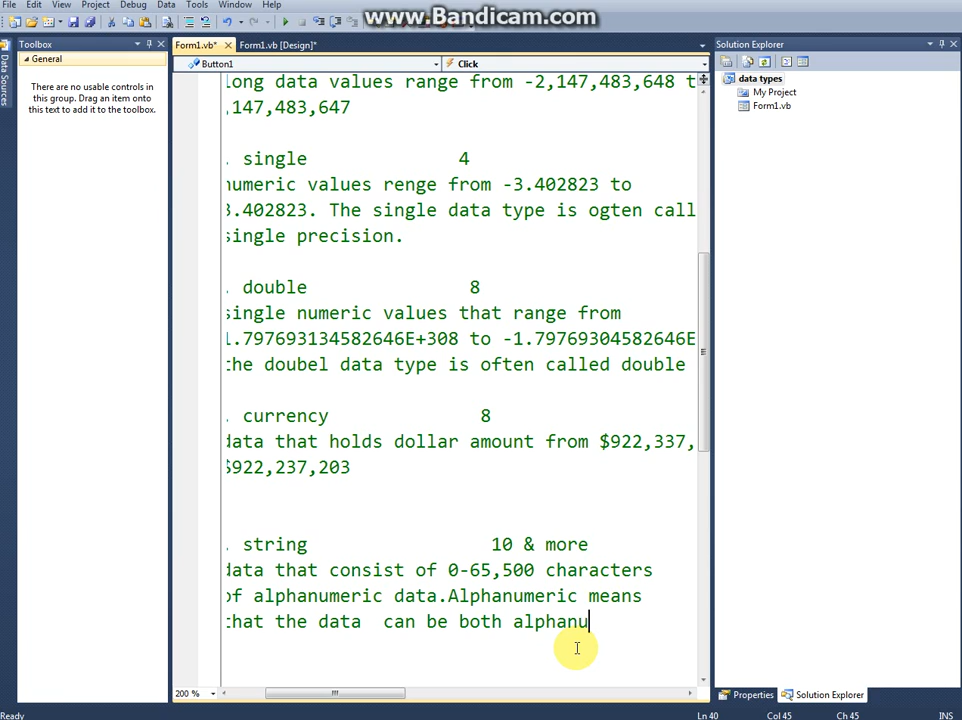 www.Bandicam.com
File Edit View Project Debug Data Tools Window Help
Toolbox
General
There are no usable controls in
this group. Drag an item onto
this text to add it to the toolbox.
Data Sources
Form1.vb* Form1.vb [Design]*
Button1 Click
long data values range from -2,147,483,648 t
,147,483,647
. single 4
numeric values renge from -3.402823 to
3.402823. The single data type is ogten call
single precision.
. double 8
single numeric values that range from
1.797693134582646E+308 to -1.79769304582646E
the doubel data type is often called double
. currency 8
data that holds dollar amount from $922,337,
$922,237,203
. string 10 & more
data that consist of 0-65,500 characters
of alphanumeric data.Alphanumeric means
that the data can be both alphanu
200 %
Solution Explorer
data types
My Project
Form1.vb
Properties Solution Explorer
Ready Ln 40 Col 45 Ch 45 INS